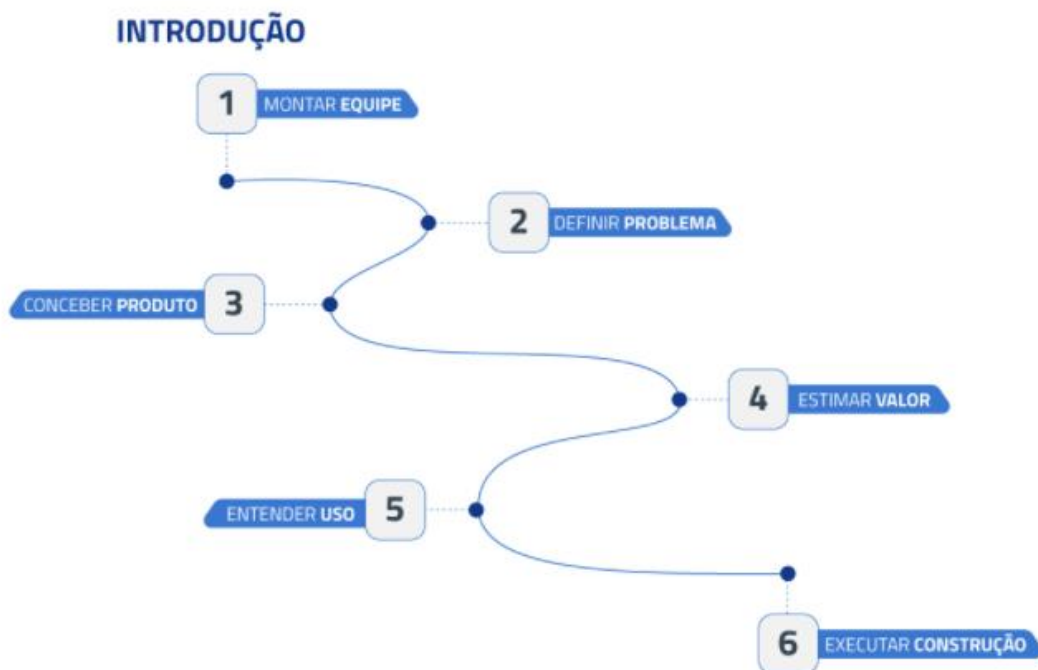 INTRODUÇÃO
1 MONTAR EQUIPE
2 DEFINIR PROBLEMA
CONCEBER PRODUTO 3
4 ESTIMAR VALOR
ENTENDER USO 5
6 EXECUTAR CONSTRUÇÃO